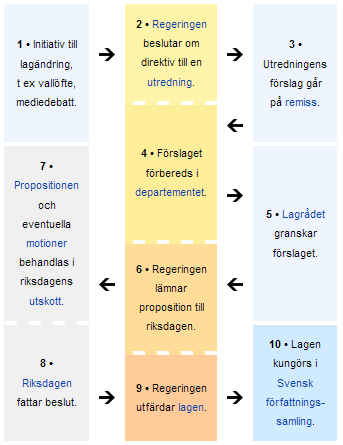 1 • Initiativ till
lagändring,
t ex vallöfte,
mediedebatt.
2 • Regeringen
beslutar om
direktiv till en
utredning.
3 •
Utredningens
förslag går
på remiss.
4 • Förslaget
förbereds i
departementet.
5 • Lagrådet
granskar
förslaget.
6 • Regeringen
lämnar
proposition till
riksdagen.
7 •
Propositionen
och
eventuella
motioner
behandlas i
riksdagens
utskott.
8 •
Riksdagen
fattar beslut.
9 • Regeringen
utfärdar lagen.
10 • Lagen
kungörs i
Svensk
författnings-
samling.